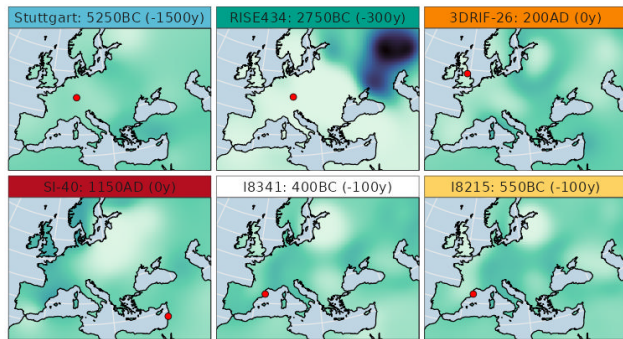 Stuttgart: 5250BC (-1500y)
RISE434: 2750BC (-300y)
3DRIF-26: 200AD (0y)
SI-40: 1150AD (0y)
I8341: 400BC (-100y)
I8215: 550BC (-100y)